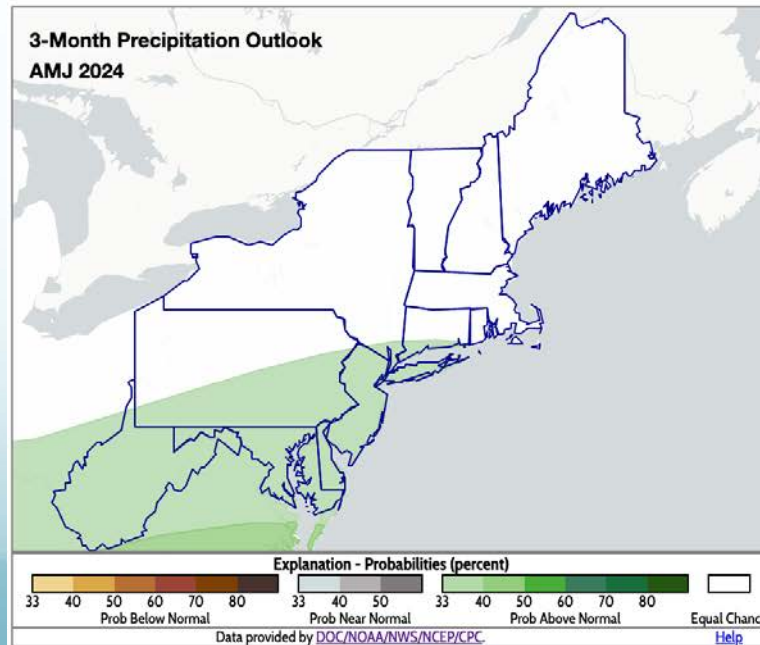 3-Month Precipitation Outlook
AMJ 2024
Explanation - Probabilities (percent)
33 40 50 60 70 80 33 40 50 33 40 50 60 70 80
Prob Below Normal Prob Near Normal Prob Above Normal Equal Chanc
Data provided by DOC/NOAA/NWS/NCEP/CPC. Help